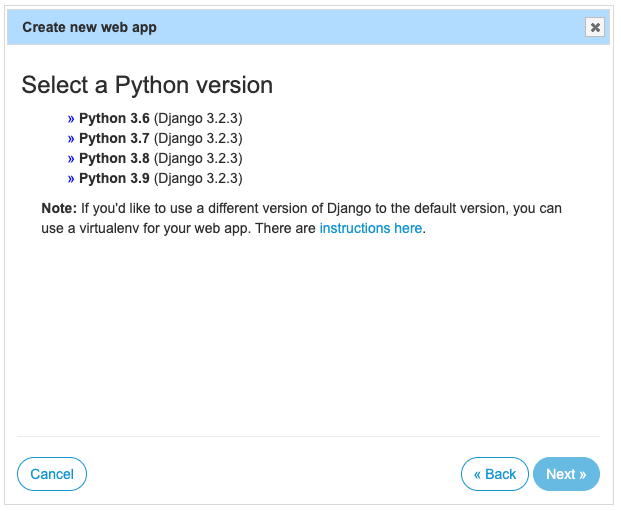 Create new web app
Select a Python version
» Python 3.6 (Django 3.2.3)
» Python 3.7 (Django 3.2.3)
» Python 3.8 (Django 3.2.3)
» Python 3.9 (Django 3.2.3)
Note: If you'd like to use a different version of Django to the default version, you can
use a virtualenv for your web app. There are instructions here.
Cancel
« Back
Next »